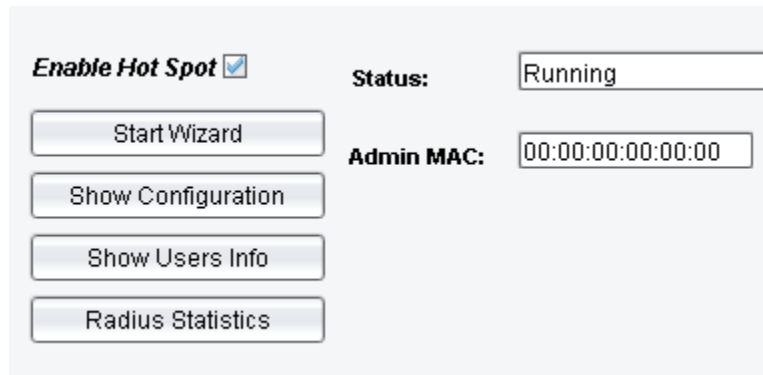 Enable Hot Spot
Status: Running
Start Wizard
Admin MAC: 00:00:00:00:00:00
Show Configuration
Show Users Info
Radius Statistics